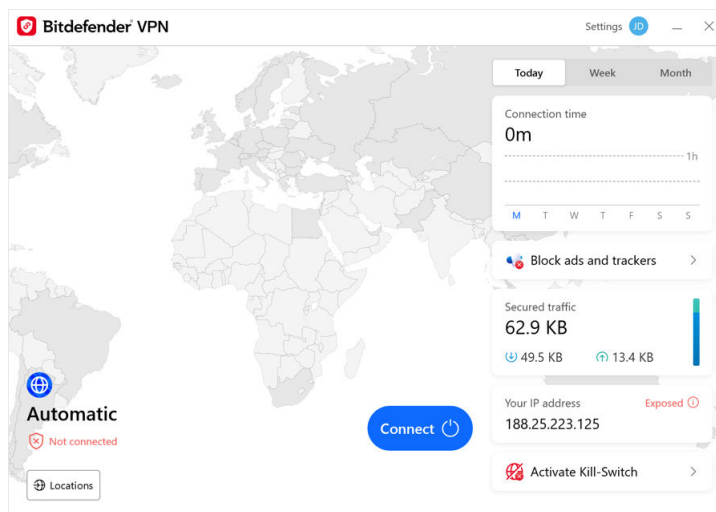 Bitdefender® VPN
Settings JD
Today Week Month
Connection time
0m
1h
M T W T F S S
Block ads and trackers
Secured traffic
62.9 KB
49.5 KB 13.4 KB
Your IP address Exposed
188.25.223.125
Activate Kill-Switch
Automatic
Not connected
Connect
Locations